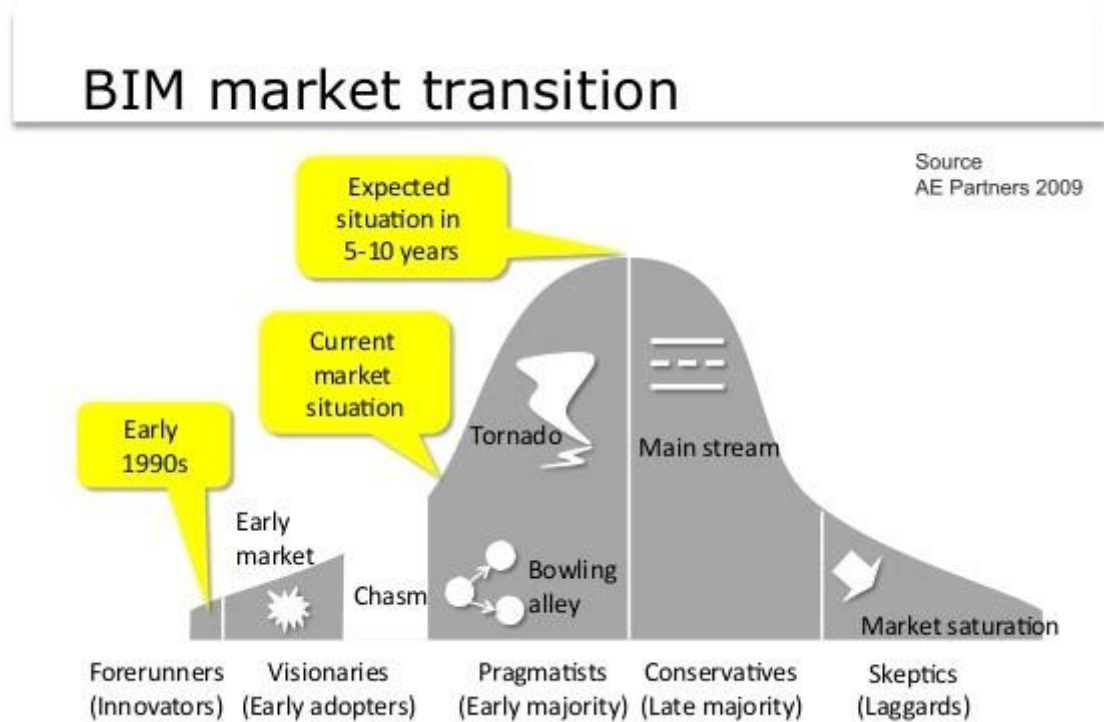 BIM market transition
Source
AE Partners 2009
Expected
situation in
5-10 years
Current
market
situation
Early
1990s
Early
market
Chasm
Tornado
Bowling
alley
Main stream
Market saturation
Forerunners
(Innovators)
Visionaries
(Early adopters)
Pragmatists
(Early majority)
Conservatives
(Late majority)
Skeptics
(Laggards)